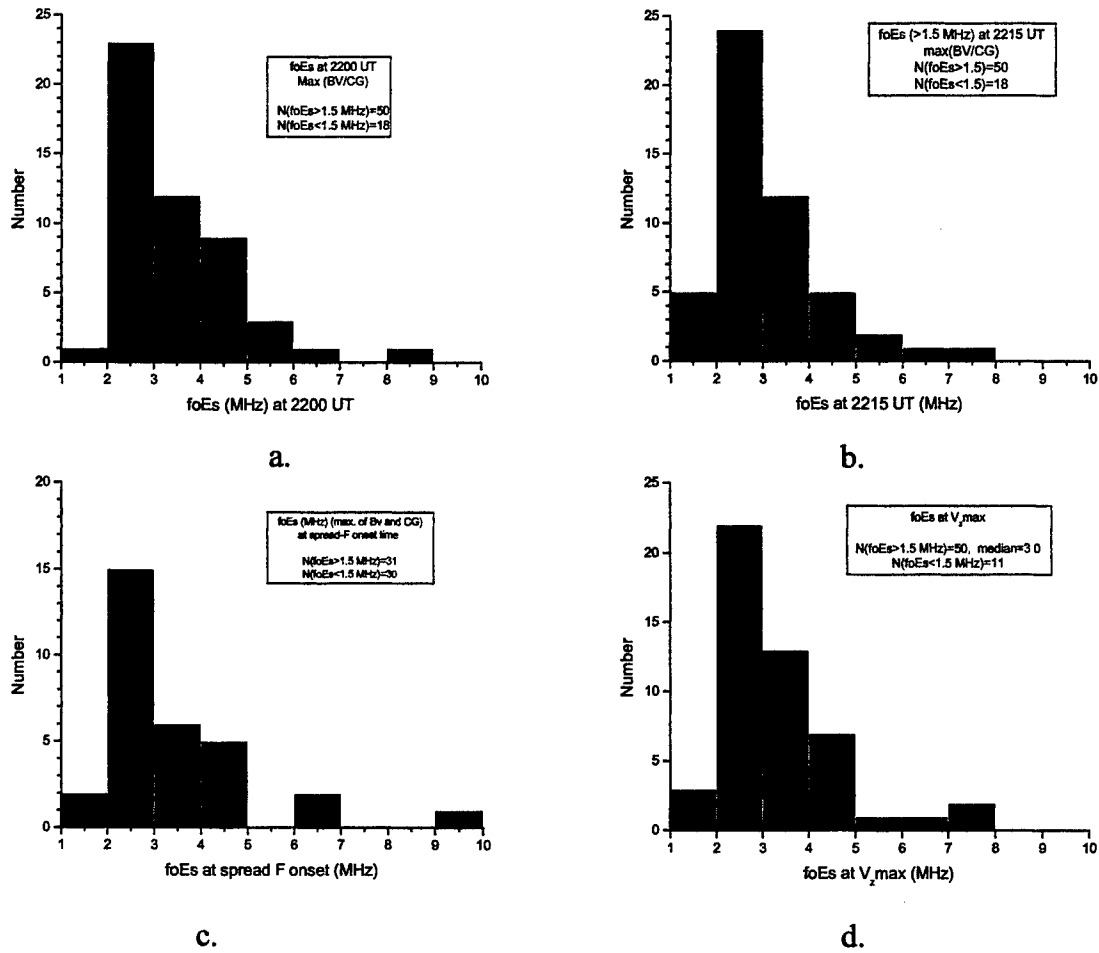 25
20
15
10
5
0
Number
foEs at 2200 UT
Max (BV/CG)
N(foEs>1.5 MHz)=50
N(foEs<1.5 MHz)=18
1 2 3 4 5 6 7 8 9 10
foEs (MHz) at 2200 UT
a.
25
20
15
10
5
0
Number
foEs (>1.5 MHz) at 2215 UT
max(BV/CG)
N(foEs>1.5)=50
N(foEs<1.5)=18
1 2 3 4 5 6 7 8 9 10
foEs at 2215 UT (MHz)
b.
20
15
10
5
0
Number
foEs (MHz) (max. of Bv and CG)
at spread-F onset time
N(foEs>1.5 MHz)=31
N(foEs<1.5 MHz)=30
1 2 3 4 5 6 7 8 9 10
foEs at spread F onset (MHz)
c.
25
20
15
10
5
0
Number
foEs at Vzmax
N(foEs>1.5 MHz)=50, median=3 0
N(foEs<1.5 MHz)=11
1 2 3 4 5 6 7 8 9 10
foEs at Vzmax (MHz)
d.